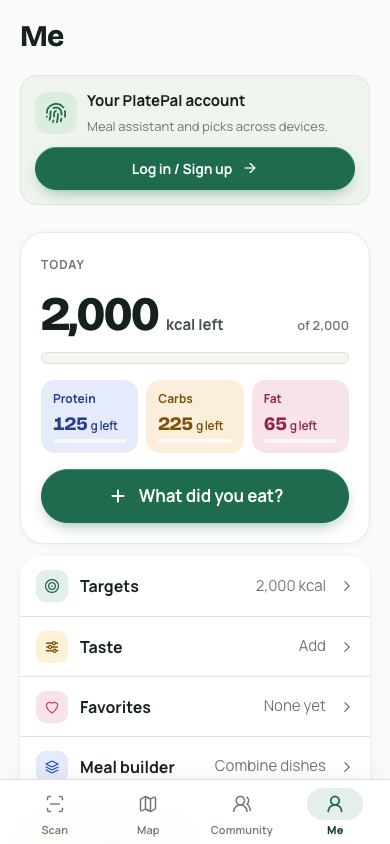 Me
Your PlatePal account
Meal assistant and picks across devices.
Log in / Sign up
TODAY
2,000 kcal left of 2,000
Protein Carbs Fat
125 g left 225 g left 65 g left
What did you eat?
Targets 2,000 kcal
Taste Add
Favorites None yet
Meal builder Combine dishes
Scan Map Community Me